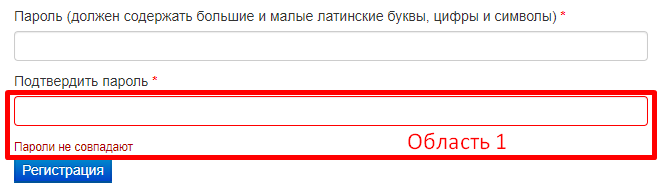 Пароль (должен содержать большие и малые латинские буквы, цифры и символы) *
Подтвердить пароль *
Пароли не совпадают
Область 1
Регистрация